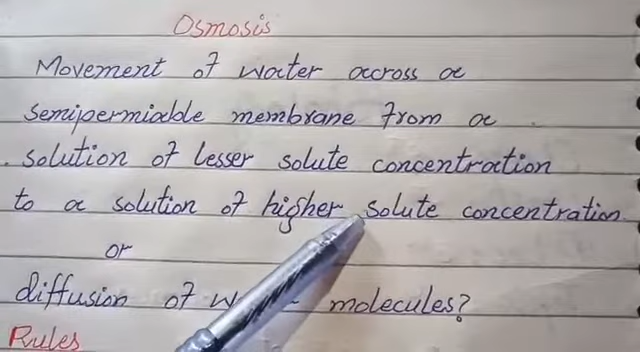 Osmosis
Movement of water across a
semipermiable membrane from a
solution of lesser solute concentration
to a solution of higher solute concentration
or
diffusion of molecules?
Rules